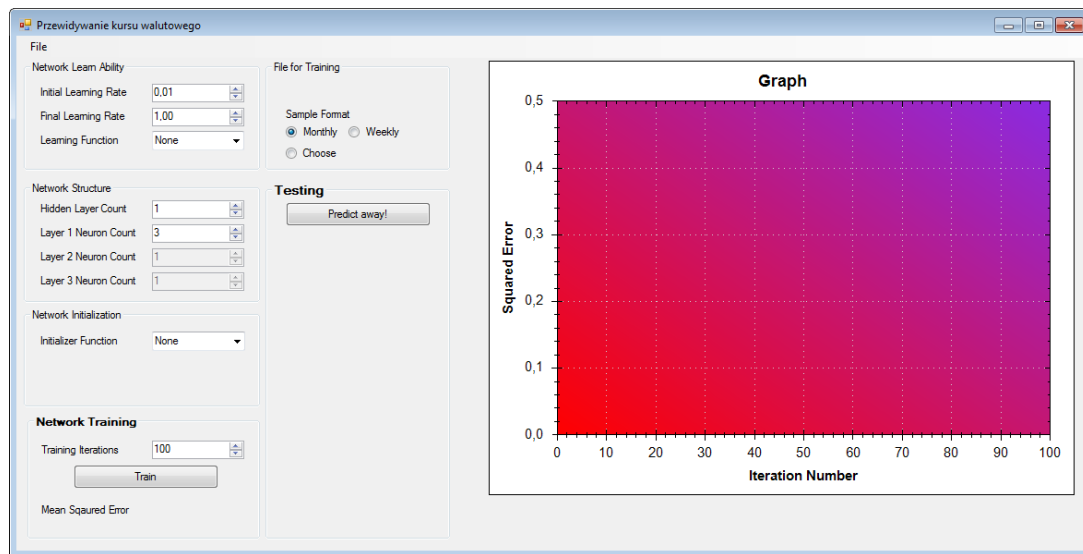 Przewidywanie kursu walutowego
File
Network Learn Ability
Initial Learning Rate 0,01
Final Learning Rate 1,00
Learning Function None
Network Structure
Hidden Layer Count 1
Layer 1 Neuron Count 3
Layer 2 Neuron Count 1
Layer 3 Neuron Count 1
Network Initialization
Initializer Function None
Network Training
Training Iterations 100
Train
Mean Sqaured Error
File for Training
Sample Format
Monthly Weekly
Choose
Testing
Predict away!
Graph
Squared Error
0,5
0,4
0,3
0,2
0,1
0,0
0 10 20 30 40 50 60 70 80 90 100
Iteration Number